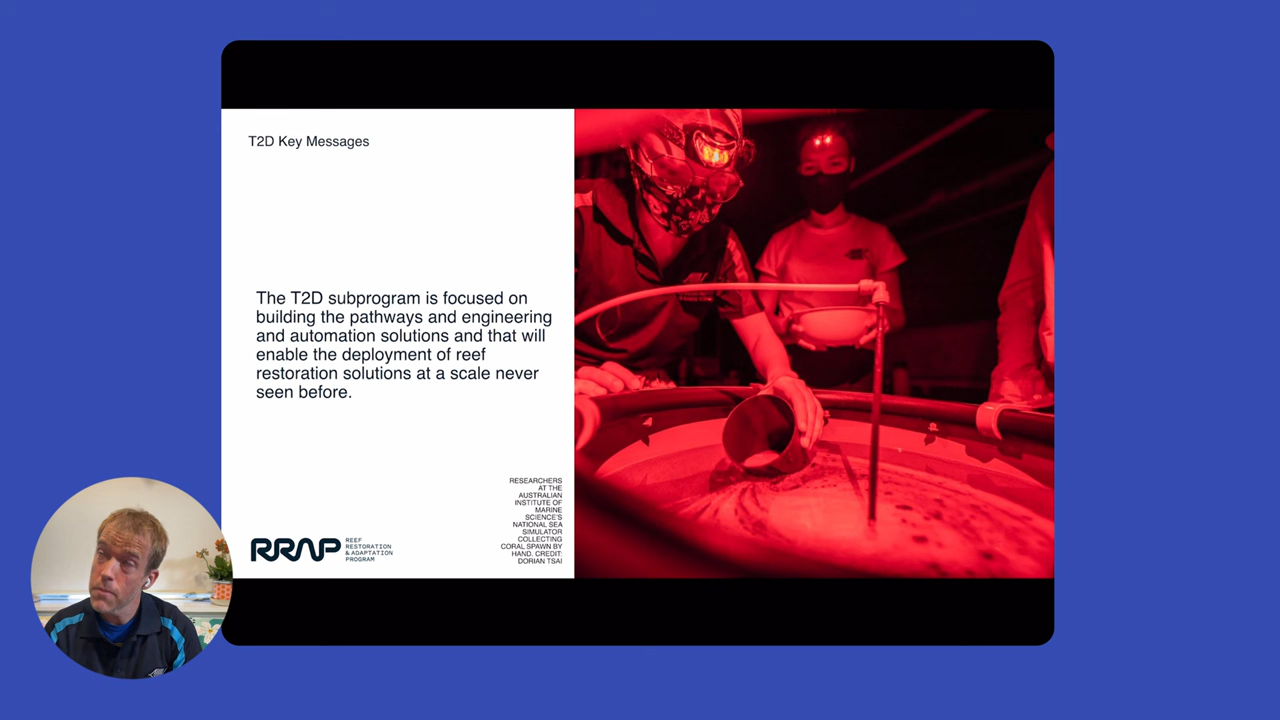 T2D Key Messages
The T2D subprogram is focused on
building the pathways and engineering
and automation solutions and that will
enable the deployment of reef
restoration solutions at a scale never
seen before.
RESEARCHERS
AT THE
AUSTRALIAN
INSTITUTE OF
MARINE
SCIENCE'S
NATIONAL SEA
SIMULATOR
COLLECTING
CORAL SPAWN BY
HAND. CREDIT:
DORIAN TSAI
RRAP
REEF
RESTORATION
& ADAPTATION
PROGRAM